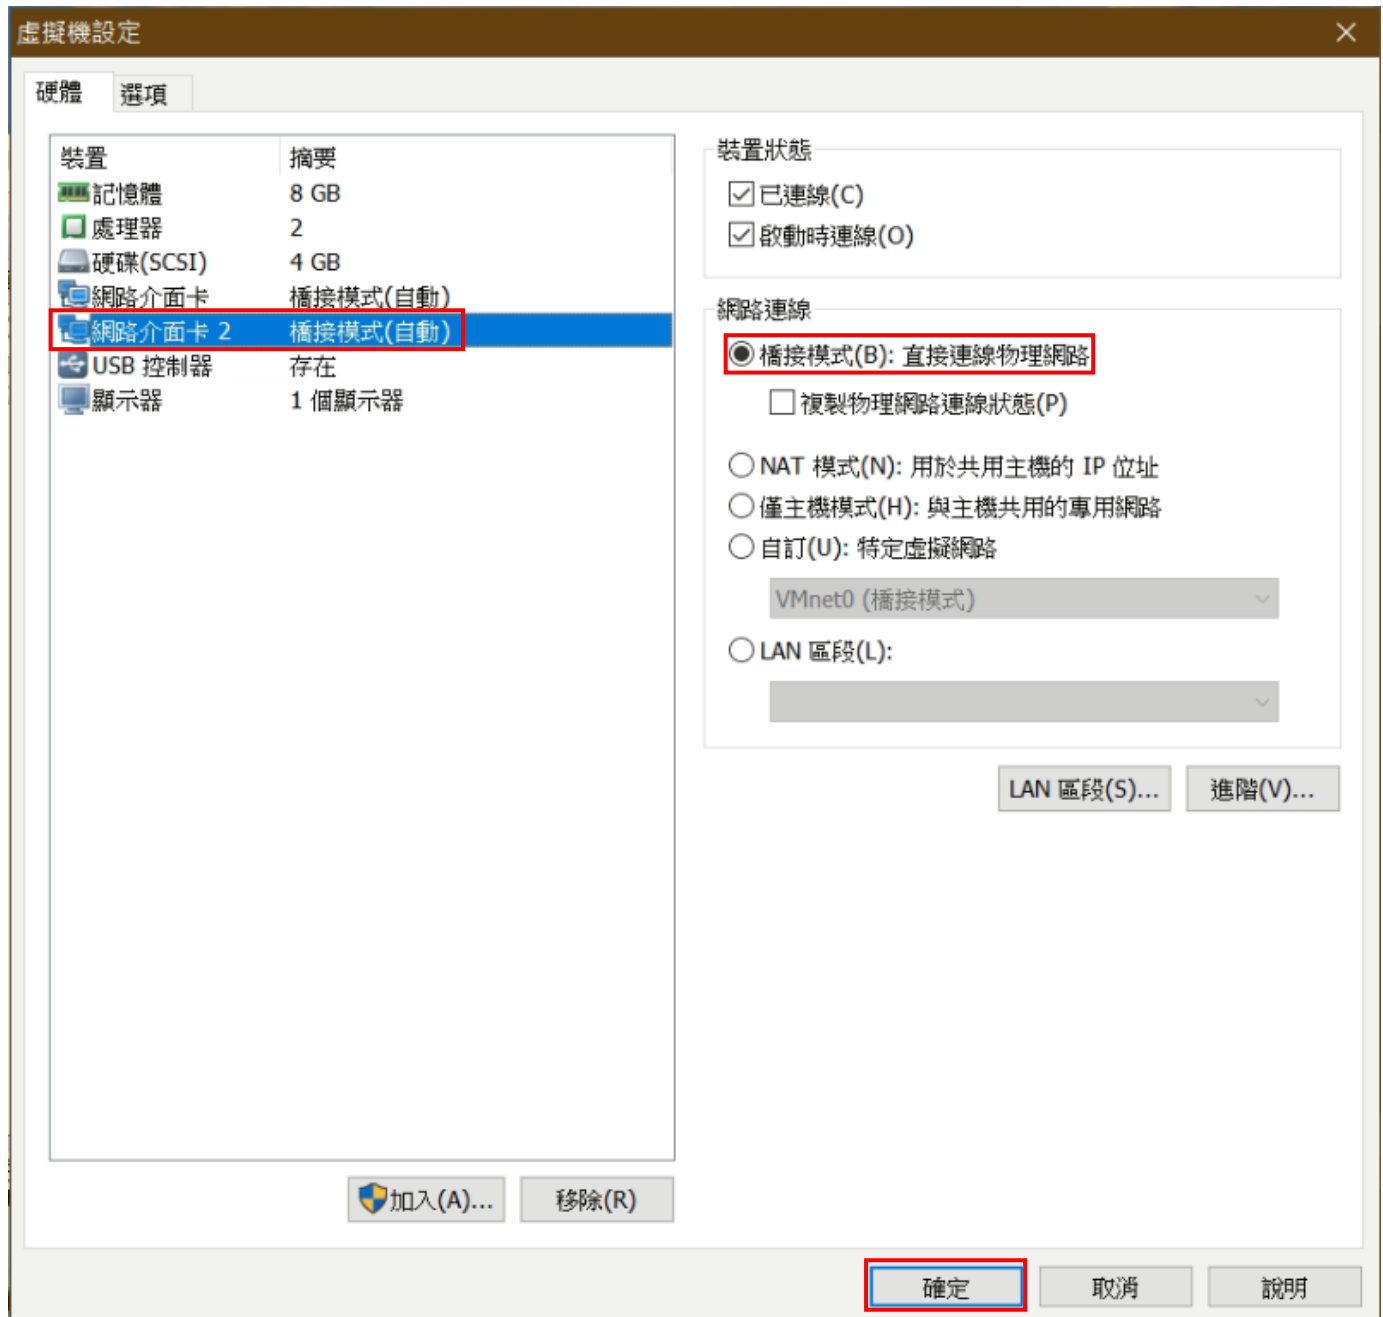 虛擬機設定
硬體 選項
裝置 摘要
記憶體 8 GB
處理器 2
硬碟(SCSI) 4 GB
網路介面卡 橋接模式(自動)
網路介面卡 2 橋接模式(自動)
USB 控制器 存在
顯示器 1 個顯示器
加入(A)... 移除(R)
裝置狀態
已連線(C)
啟動時連線(O)
網路連線
橋接模式(B): 直接連線物理網路
複製物理網路連線狀態(P)
NAT 模式(N): 用於共用主機的 IP 位址
僅主機模式(H): 與主機共用的專用網路
自訂(U): 特定虛擬網路
VMnet0 (橋接模式)
LAN 區段(L):
LAN 區段(S)... 進階(V)...
確定 取消 說明